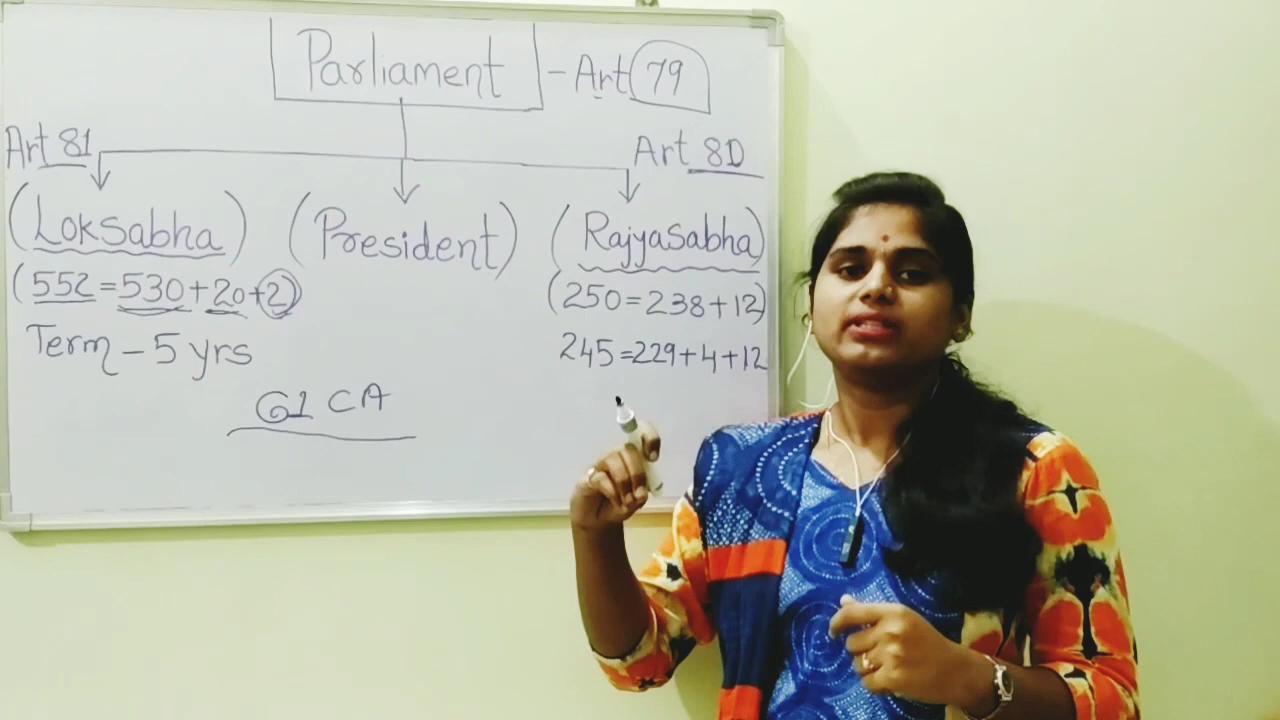 Parliament - Art 79
Art 81
Art 80
(Loksabha) (President) (Rajyasabha)
(552=530+20+2) (250=238+12)
Term - 5 yrs 245=229+4+12
G1 CA